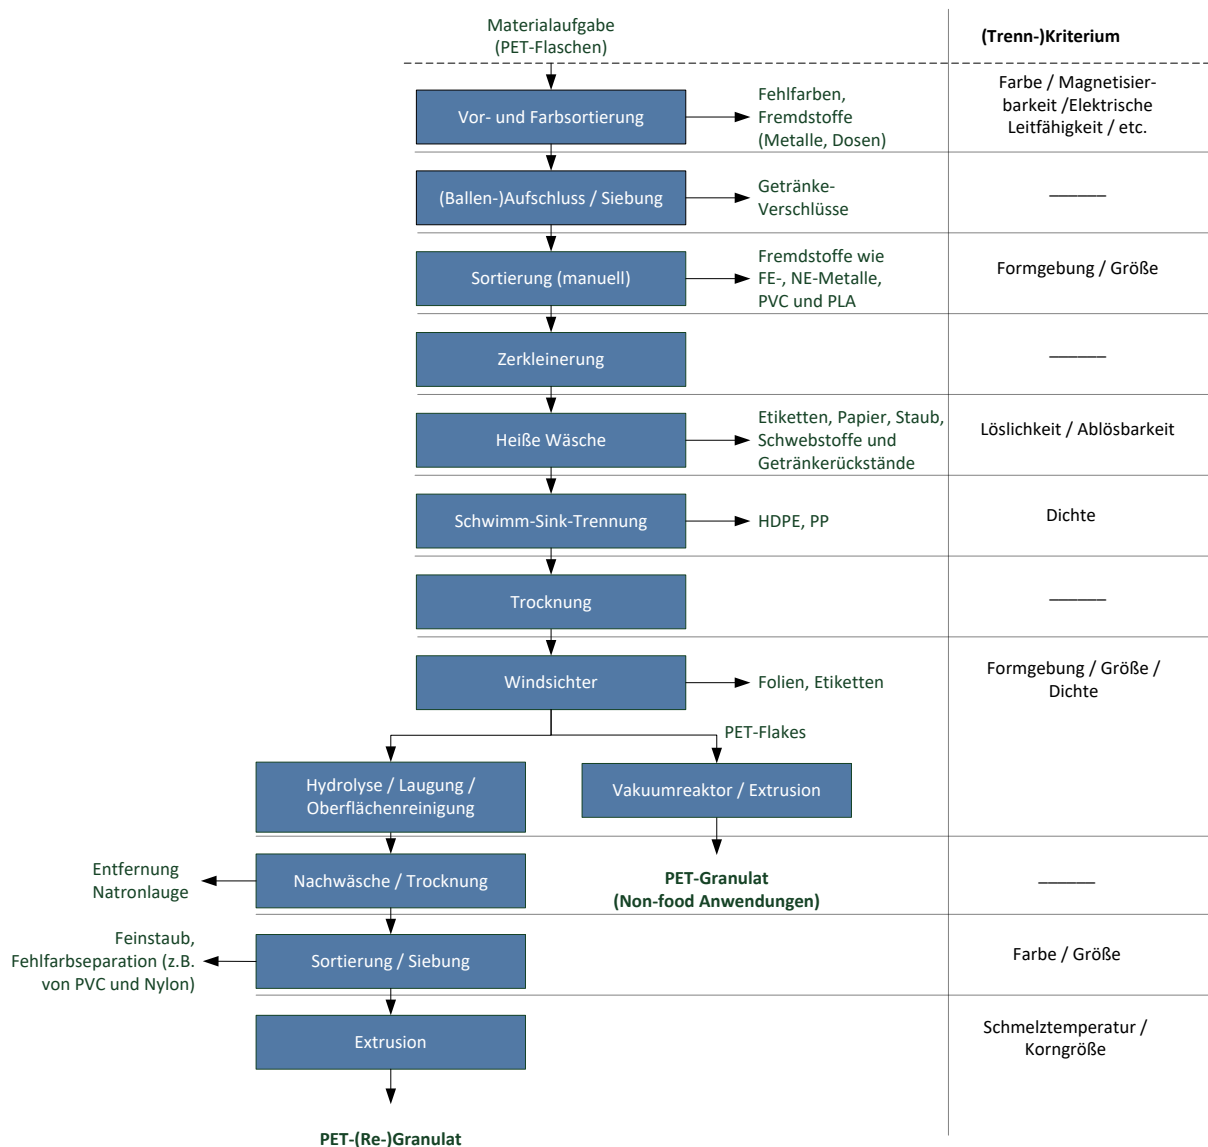 Materialaufgabe
(PET-Flaschen)
(Trenn-)Kriterium
Vor- und Farbsortierung
Fehlfarben,
Fremdstoffe
(Metalle, Dosen)
Farbe / Magnetisier-
barkeit /Elektrische
Leitfähigkeit / etc.
(Ballen-)Aufschluss / Siebung
Getränke-
Verschlüsse
Sortierung (manuell)
Fremdstoffe wie
FE-, NE-Metalle,
PVC und PLA
Formgebung / Größe
Zerkleinerung
Heiße Wäsche
Etiketten, Papier, Staub,
Schwebstoffe und
Getränkerückstände
Löslichkeit / Ablösbarkeit
Schwimm-Sink-Trennung
HDPE, PP
Dichte
Trocknung
Windsichter
Folien, Etiketten
Formgebung / Größe /
Dichte
PET-Flakes
Hydrolyse / Laugung /
Oberflächenreinigung
Vakuumreaktor / Extrusion
Entfernung
Natronlauge
Nachwäsche / Trocknung
PET-Granulat
(Non-food Anwendungen)
Feinstaub,
Fehlfarbseparation (z.B.
von PVC und Nylon)
Sortierung / Siebung
Farbe / Größe
Extrusion
Schmelztemperatur /
Korngröße
PET-(Re-)Granulat